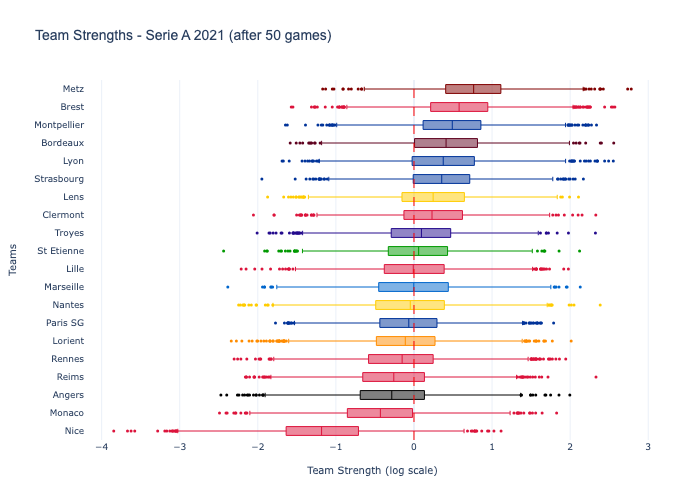 Team Strengths - Serie A 2021 (after 50 games)
Metz
Brest
Montpellier
Bordeaux
Lyon
Strasbourg
Lens
Clermont
Troyes
St Etienne
Lille
Marseille
Nantes
Paris SG
Lorient
Rennes
Reims
Angers
Monaco
Nice
Teams
−4 −3 −2 −1 0 1 2 3
Team Strength (log scale)